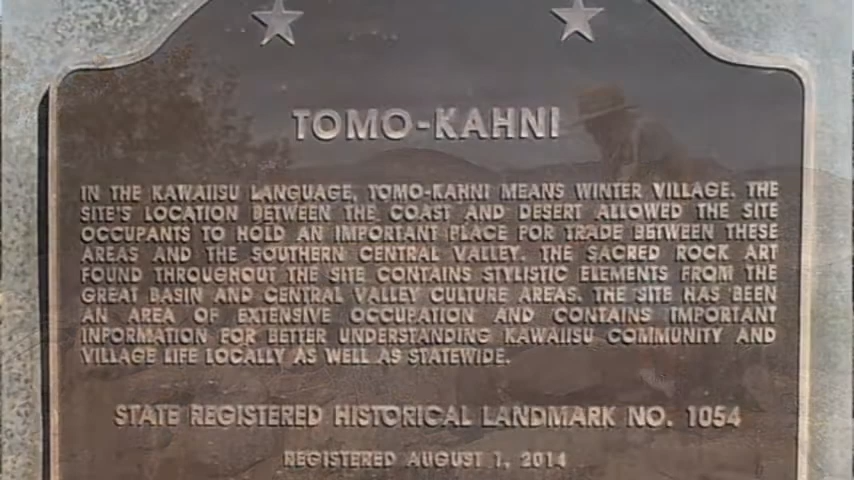 TOMO-KAHNI
IN THE KAWAIISU LANGUAGE, TOMO-KAHNI MEANS WINTER VILLAGE. THE
SITE'S LOCATION BETWEEN THE COAST AND DESERT ALLOWED THE SITE
OCCUPANTS TO HOLD AN IMPORTANT PLACE FOR TRADE BETWEEN THESE
AREAS AND THE SOUTHERN CENTRAL VALLEY. THE SACRED ROCK ART
FOUND THROUGHOUT THE SITE CONTAINS STYLISTIC ELEMENTS FROM THE
GREAT BASIN AND CENTRAL VALLEY CULTURE AREAS. THE SITE HAS BEEN
AN AREA OF EXTENSIVE OCCUPATION AND CONTAINS IMPORTANT
INFORMATION FOR BETTER UNDERSTANDING KAWAIISU COMMUNITY AND
VILLAGE LIFE LOCALLY AS WELL AS STATEWIDE.
STATE REGISTERED HISTORICAL LANDMARK NO. 1054
REGISTERED AUGUST 1, 2014